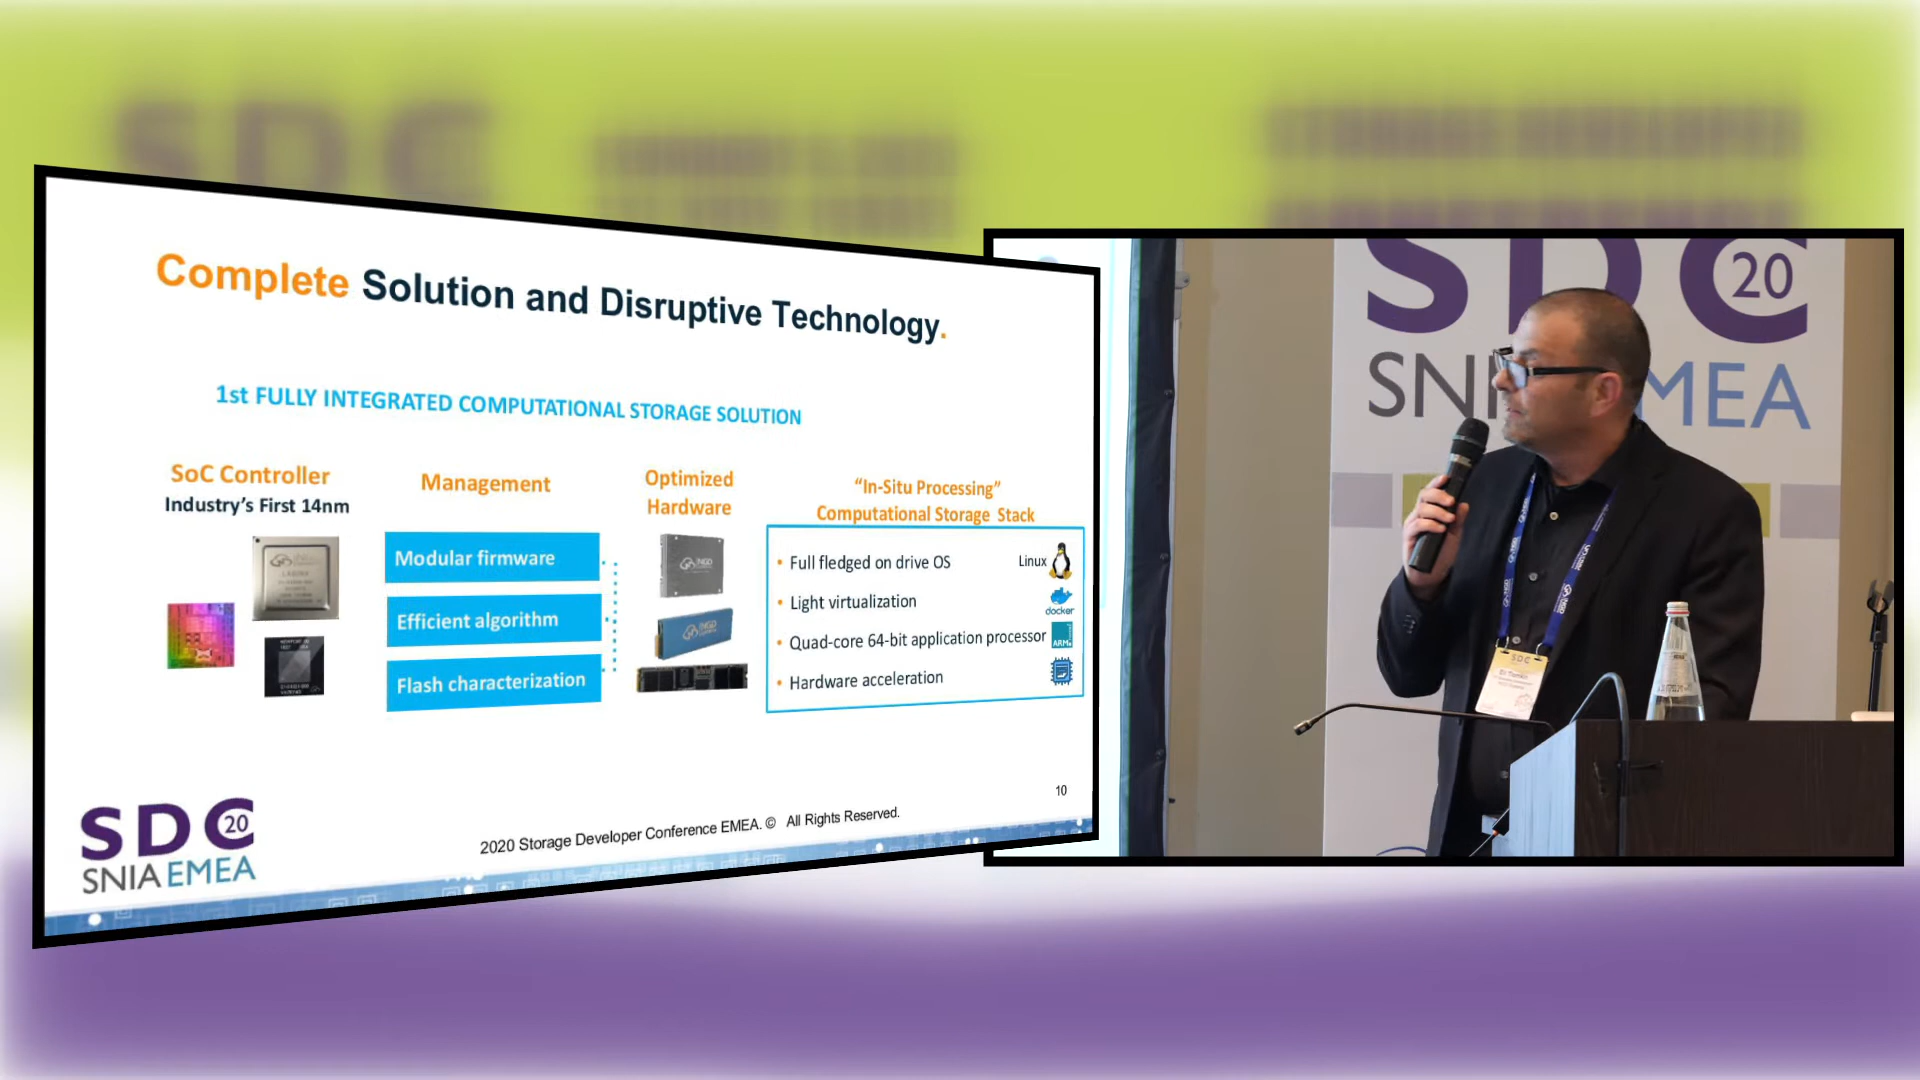 Complete Solution and Disruptive Technology.
1st FULLY INTEGRATED COMPUTATIONAL STORAGE SOLUTION
SoC Controller
Industry's First 14nm
Management
Modular firmware
Efficient algorithm
Flash characterization
Optimized
Hardware
“In-Situ Processing”
Computational Storage Stack
• Full fledged on drive OS
Linux
• Light virtualization
docker
• Quad-core 64-bit application processor
ARM
• Hardware acceleration
10
2020 Storage Developer Conference EMEA. © All Rights Reserved.
SDC 20
SNIA EMEA
SDC 20
SN EMEA
SDC